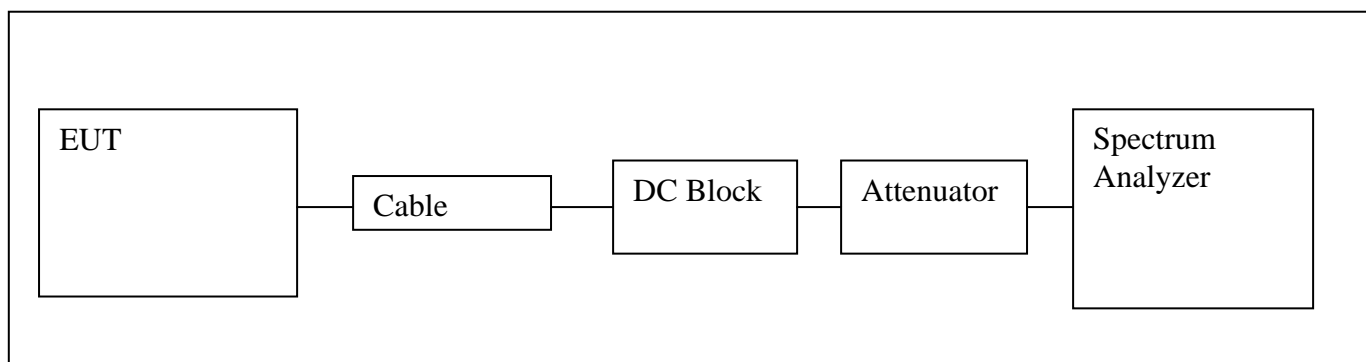 EUT
Cable
DC Block
Attenuator
Spectrum
Analyzer